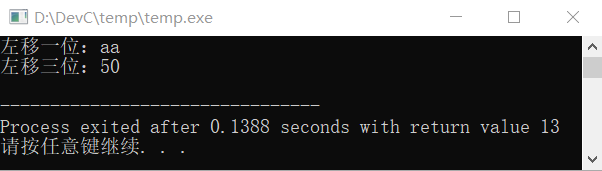 D:\DevC\temp\temp.exe
左移一位：aa
左移三位：50
--------------------------------
Process exited after 0.1388 seconds with return value 13
请按任意键继续. . .